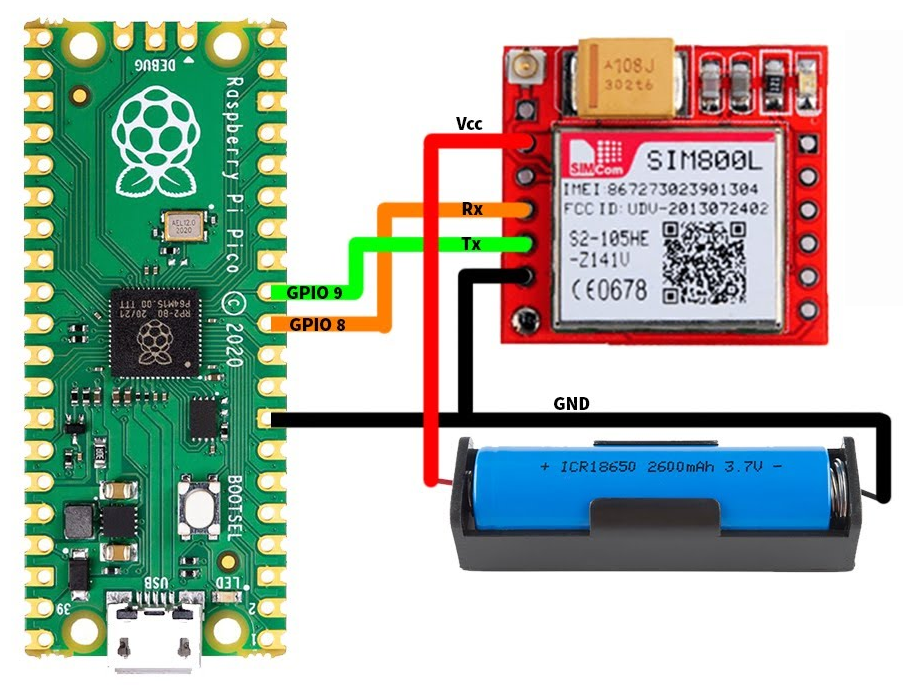 DEBUG
Raspberry Pi Pico © 2020
AEL12.0
2020
RP2-B0 20/21
P64M15.00 TTT
BOOTSEL
USB
LED
39
2
1
GPIO 9
GPIO 8
Vcc
Rx
Tx
GND
A108J
302t6
SIMCom
SIM800L
IMEI:867273023901304
FCC ID: UDV-2013072402
S2-105HE
-Z141U
CE0678
+ ICR18650 2600mAh 3.7V -